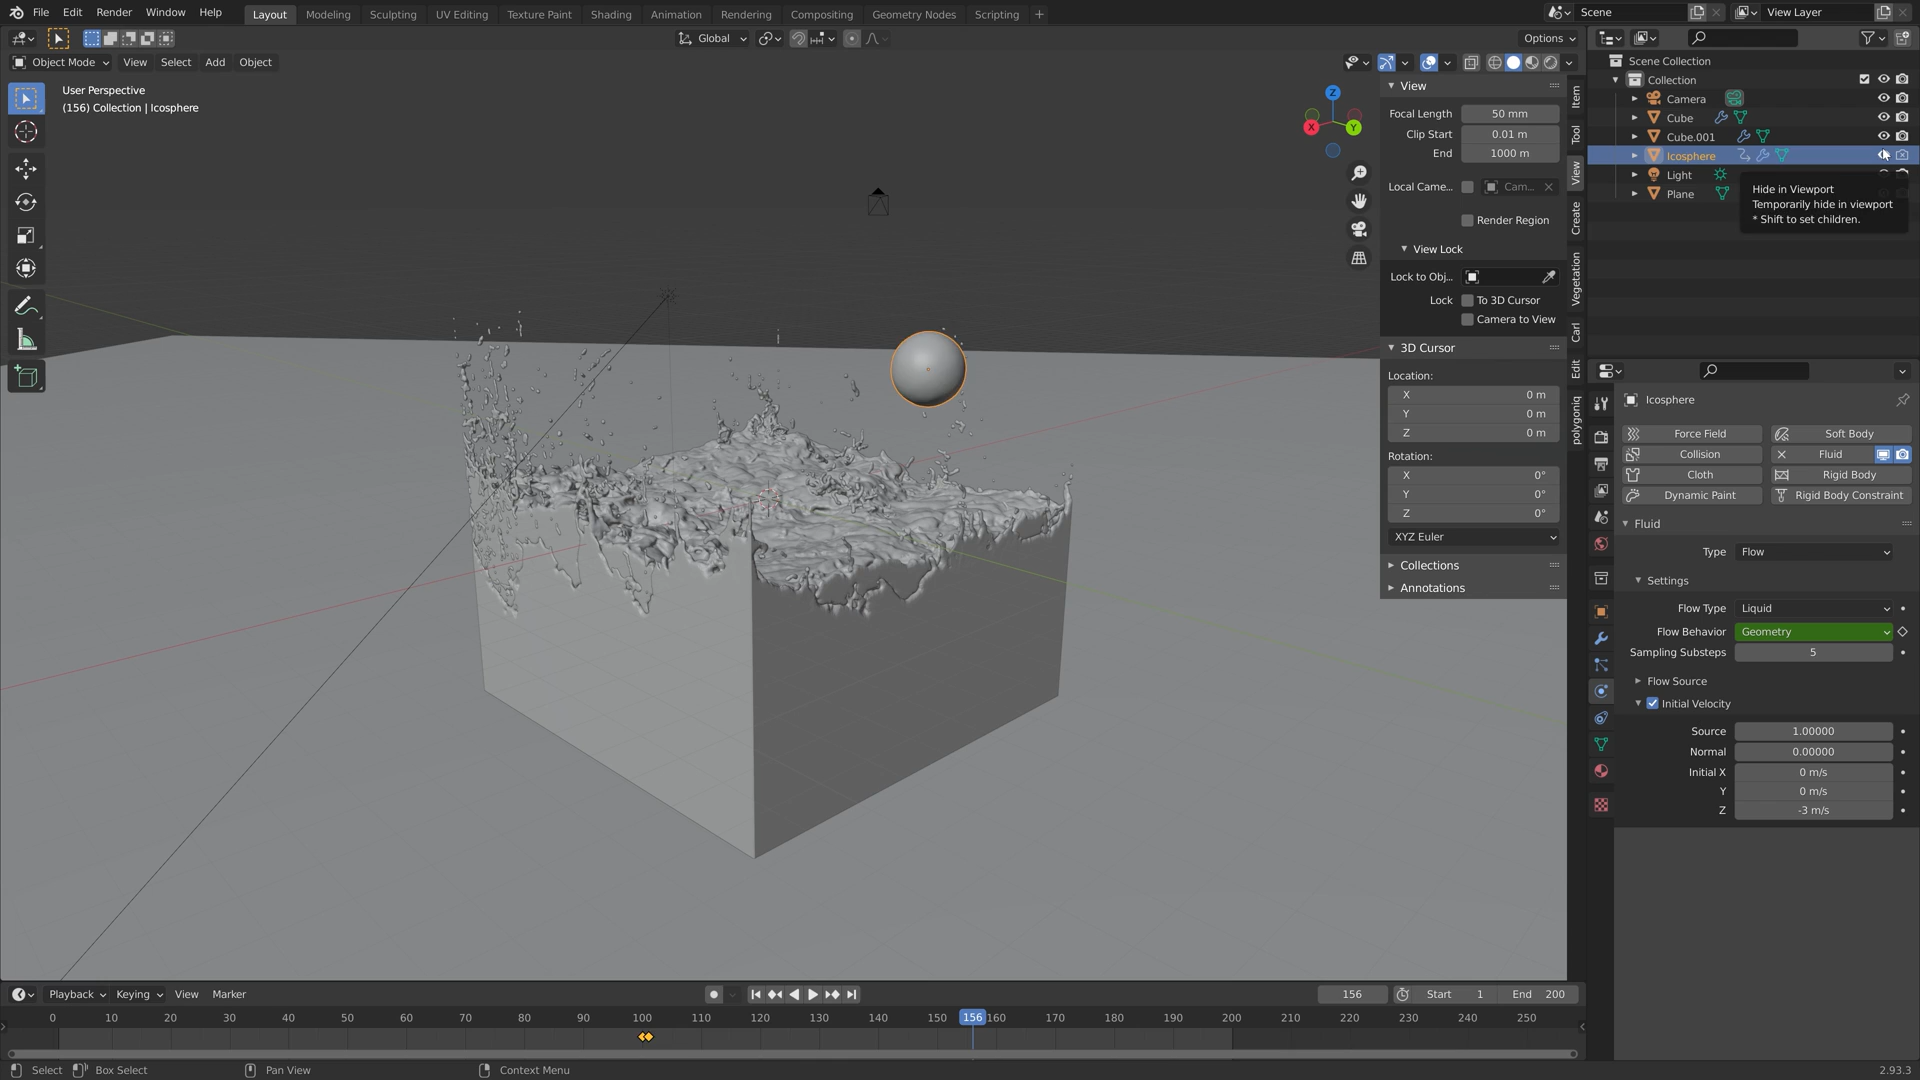 File Edit Render Window Help Layout Modeling Sculpting UV Editing Texture Paint Shading Animation Rendering Compositing Geometry Nodes Scripting + Scene View Layer
Global Options
Object Mode View Select Add Object
User Perspective
(156) Collection | Icosphere
Z
X Y
View
Focal Length 50 mm
Clip Start 0.01 m
End 1000 m
Local Came... Cam...
Render Region
View Lock
Lock to Obj...
Lock To 3D Cursor
Camera to View
3D Cursor
Location:
X 0 m
Y 0 m
Z 0 m
Rotation:
X 0°
Y 0°
Z 0°
XYZ Euler
Collections
Annotations
Item
Tool
View
Create
Vegetation
Carl
Edit
polygoniq
Scene Collection
Collection
Camera
Cube
Cube.001
Icosphere
Light
Plane
Hide in Viewport
Temporarily hide in viewport
* Shift to set children.
Icosphere
Force Field Soft Body
Collision Fluid
Cloth Rigid Body
Dynamic Paint Rigid Body Constraint
Fluid
Type Flow
Settings
Flow Type Liquid
Flow Behavior Geometry
Sampling Substeps 5
Flow Source
Initial Velocity
Source 1.00000
Normal 0.00000
Initial X 0 m/s
Y 0 m/s
Z -3 m/s
Playback Keying View Marker 156 Start 1 End 200
0 10 20 30 40 50 60 70 80 90 100 110 120 130 140 150 156 160 170 180 190 200 210 220 230 240 250
Select Box Select Pan View Context Menu 2.93.3